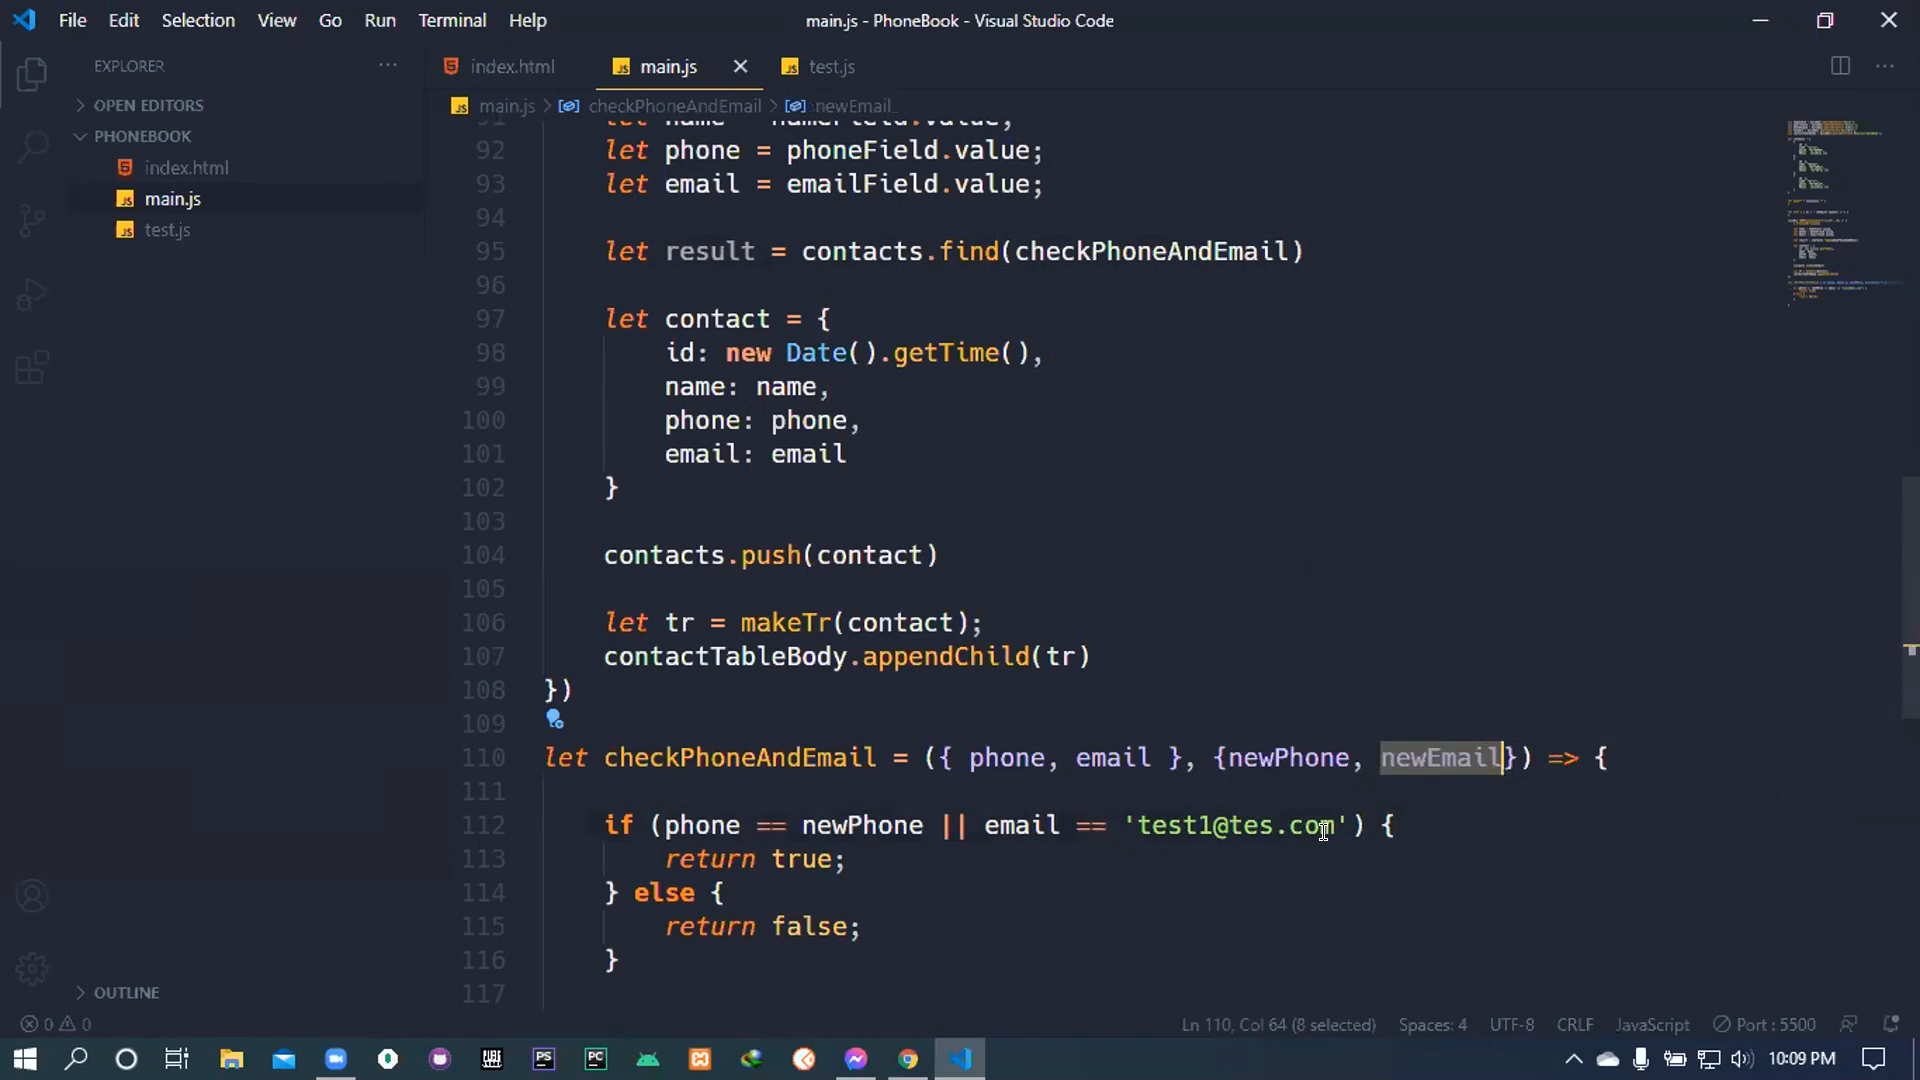 File Edit Selection View Go Run Terminal Help
main.js - PhoneBook - Visual Studio Code
EXPLORER
OPEN EDITORS
PHONEBOOK
index.html
main.js
test.js
OUTLINE
index.html
JS main.js
JS test.js
JS main.js > checkPhoneAndEmail > newEmail
92 let phone = phoneField.value;
93 let email = emailField.value;
94
95 let result = contacts.find(checkPhoneAndEmail)
96
97 let contact = {
98 id: new Date().getTime(),
99 name: name,
100 phone: phone,
101 email: email
102 }
103
104 contacts.push(contact)
105
106 let tr = makeTr(contact);
107 contactTableBody.appendChild(tr)
108 })
109
110 let checkPhoneAndEmail = ({ phone, email }, {newPhone, newEmail}) => {
111
112 if (phone == newPhone || email == 'test1@tes.com') {
113 return true;
114 } else {
115 return false;
116 }
117
0 0
Ln 110, Col 64 (8 selected) Spaces: 4 UTF-8 CRLF JavaScript Port : 5500
PS PC 10:09 PM